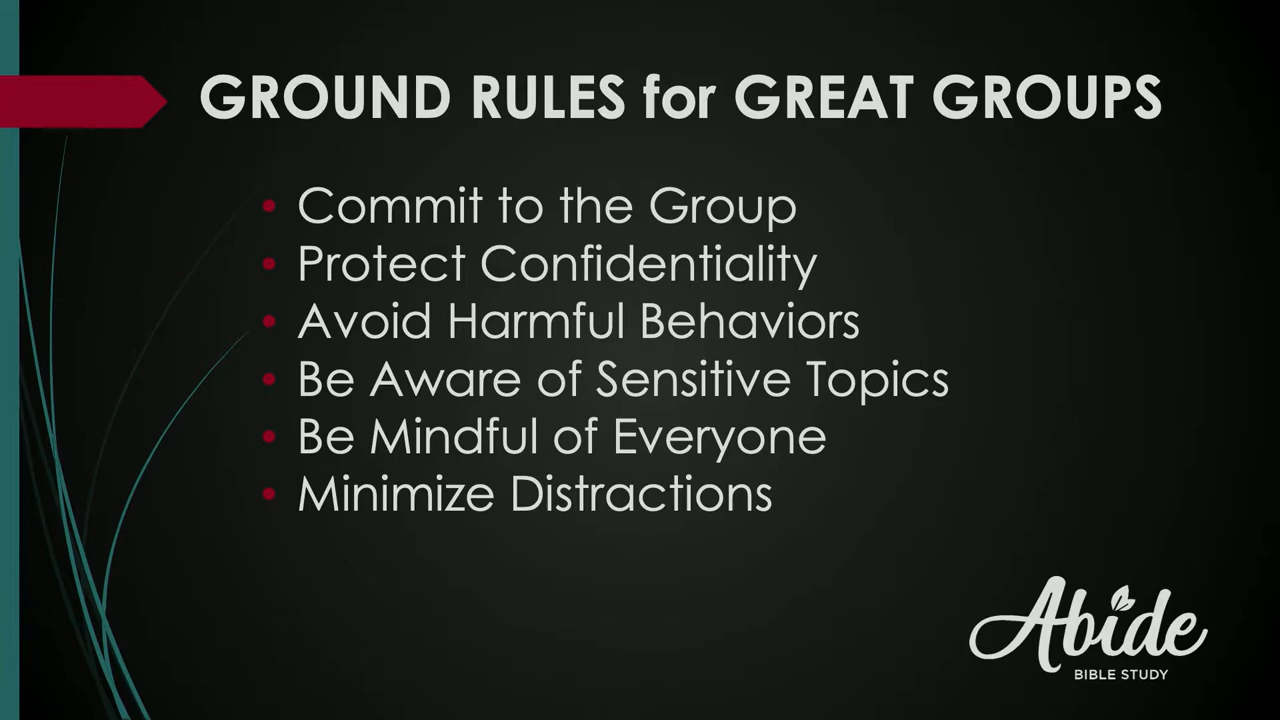 GROUND RULES for GREAT GROUPS
• Commit to the Group
• Protect Confidentiality
• Avoid Harmful Behaviors
• Be Aware of Sensitive Topics
• Be Mindful of Everyone
• Minimize Distractions
Abide
BIBLE STUDY